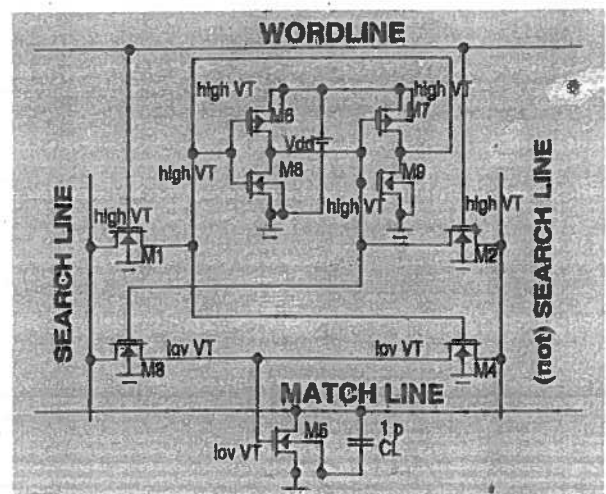 WORDLINE
high VT
high VT
M6
M7
Vdd
high VT
M8
M9
SEARCH LINE
high VT
high VT
high VT
M1
M2
(not) SEARCH LINE
low VT
low VT
M3
M4
MATCH LINE
M5
1 p
CL
low VT